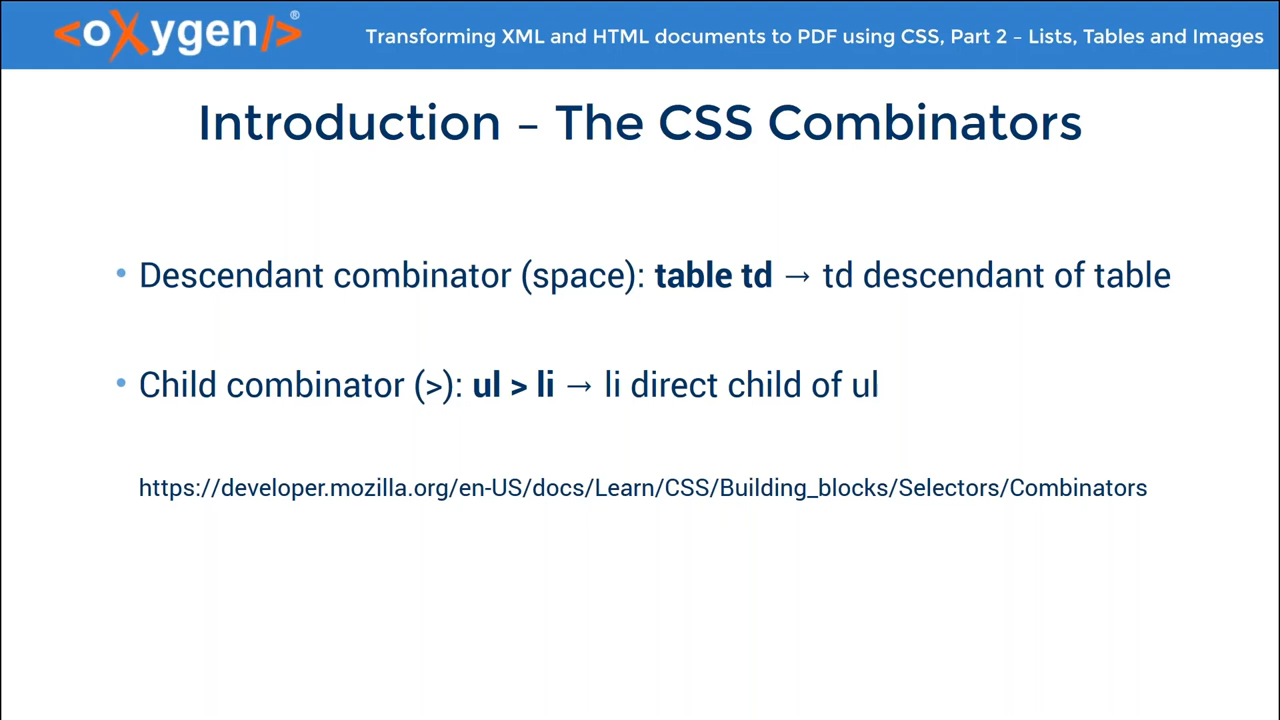 <oXygen/>®
Transforming XML and HTML documents to PDF using CSS, Part 2 – Lists, Tables and Images
Introduction – The CSS Combinators
• Descendant combinator (space): table td → td descendant of table
• Child combinator (>): ul > li → li direct child of ul
https://developer.mozilla.org/en-US/docs/Learn/CSS/Building_blocks/Selectors/Combinators